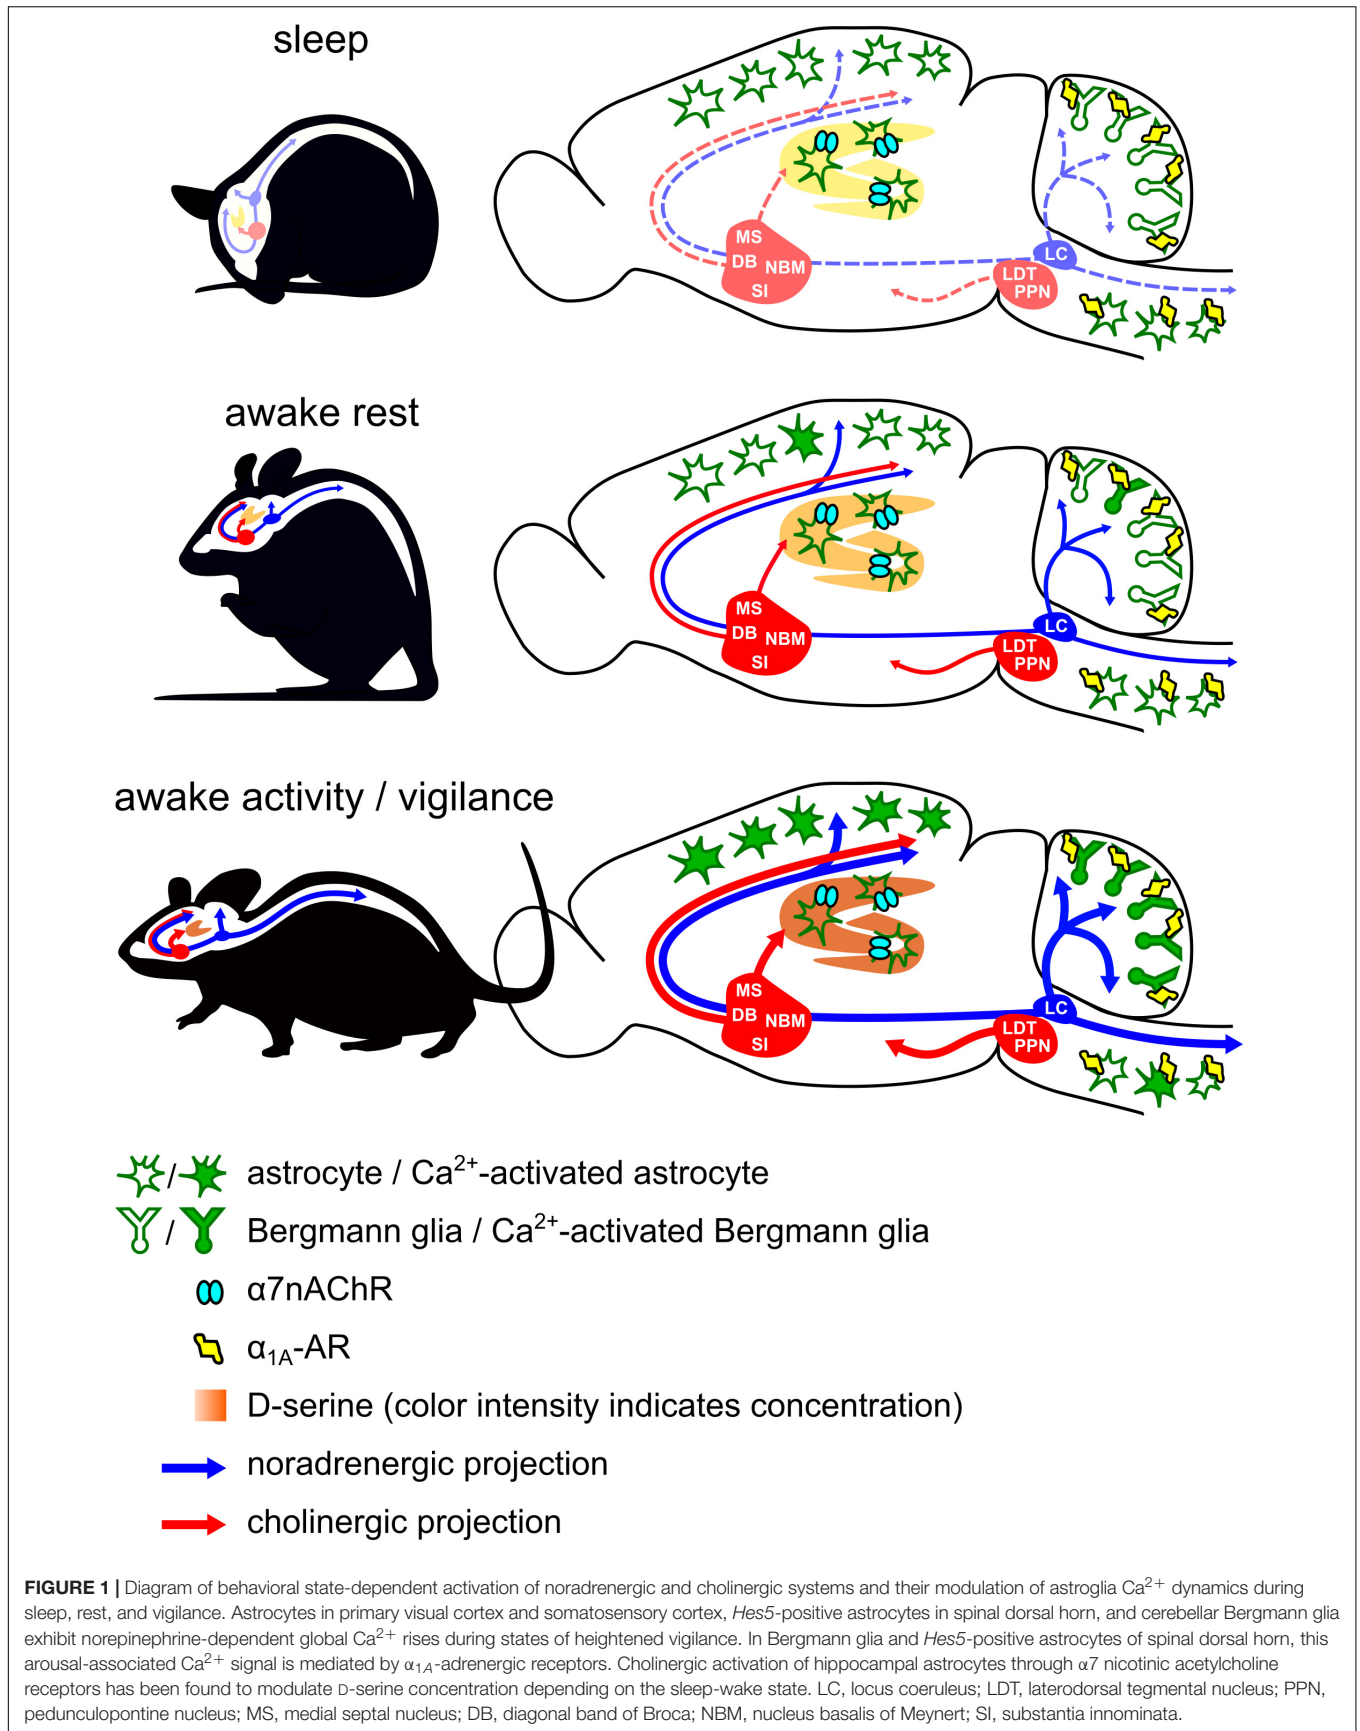 sleep
MS
DB NBM
SI
LC
LDT
PPN
awake rest
MS
DB NBM
SI
LC
LDT
PPN
awake activity / vigilance
MS
DB NBM
SI
LC
LDT
PPN
/ astrocyte / Ca²⁺-activated astrocyte
/ Bergmann glia / Ca²⁺-activated Bergmann glia
α7nAChR
α₁A-AR
D-serine (color intensity indicates concentration)
noradrenergic projection
cholinergic projection
FIGURE 1 | Diagram of behavioral state-dependent activation of noradrenergic and cholinergic systems and their modulation of astroglia Ca²⁺ dynamics during
sleep, rest, and vigilance. Astrocytes in primary visual cortex and somatosensory cortex, Hes5-positive astrocytes in spinal dorsal horn, and cerebellar Bergmann glia
exhibit norepinephrine-dependent global Ca²⁺ rises during states of heightened vigilance. In Bergmann glia and Hes5-positive astrocytes of spinal dorsal horn, this
arousal-associated Ca²⁺ signal is mediated by α₁A-adrenergic receptors. Cholinergic activation of hippocampal astrocytes through α7 nicotinic acetylcholine
receptors has been found to modulate D-serine concentration depending on the sleep-wake state. LC, locus coeruleus; LDT, laterodorsal tegmental nucleus; PPN,
pedunculopontine nucleus; MS, medial septal nucleus; DB, diagonal band of Broca; NBM, nucleus basalis of Meynert; SI, substantia innominata.